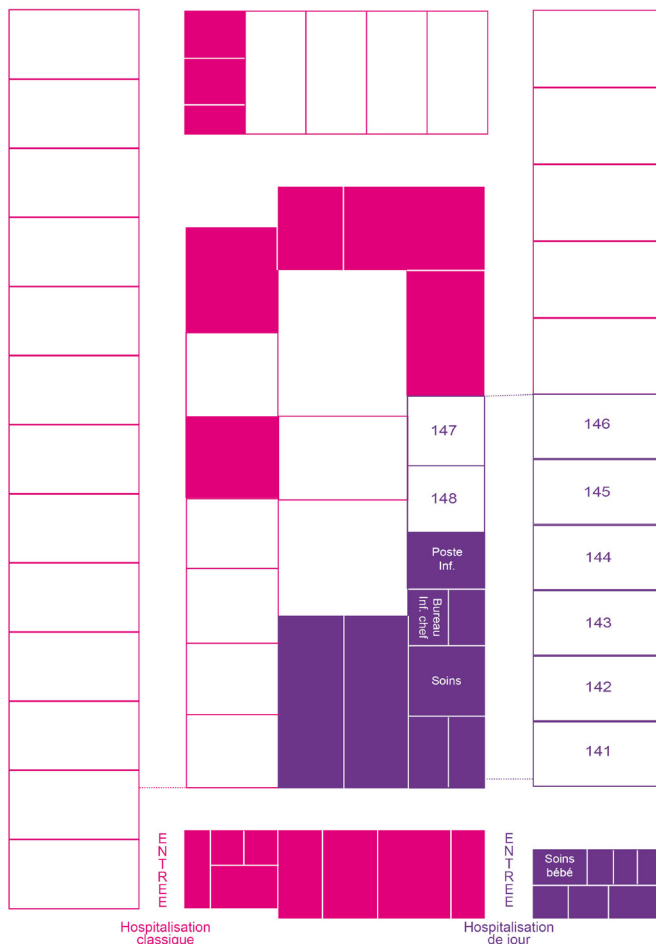 147
148
Poste
Inf.
Bureau
Inf. chef
Soins
146
145
144
143
142
141
ENTREE
ENTREE
Soins
bébé
Hospitalisation
classique
Hospitalisation
de jour